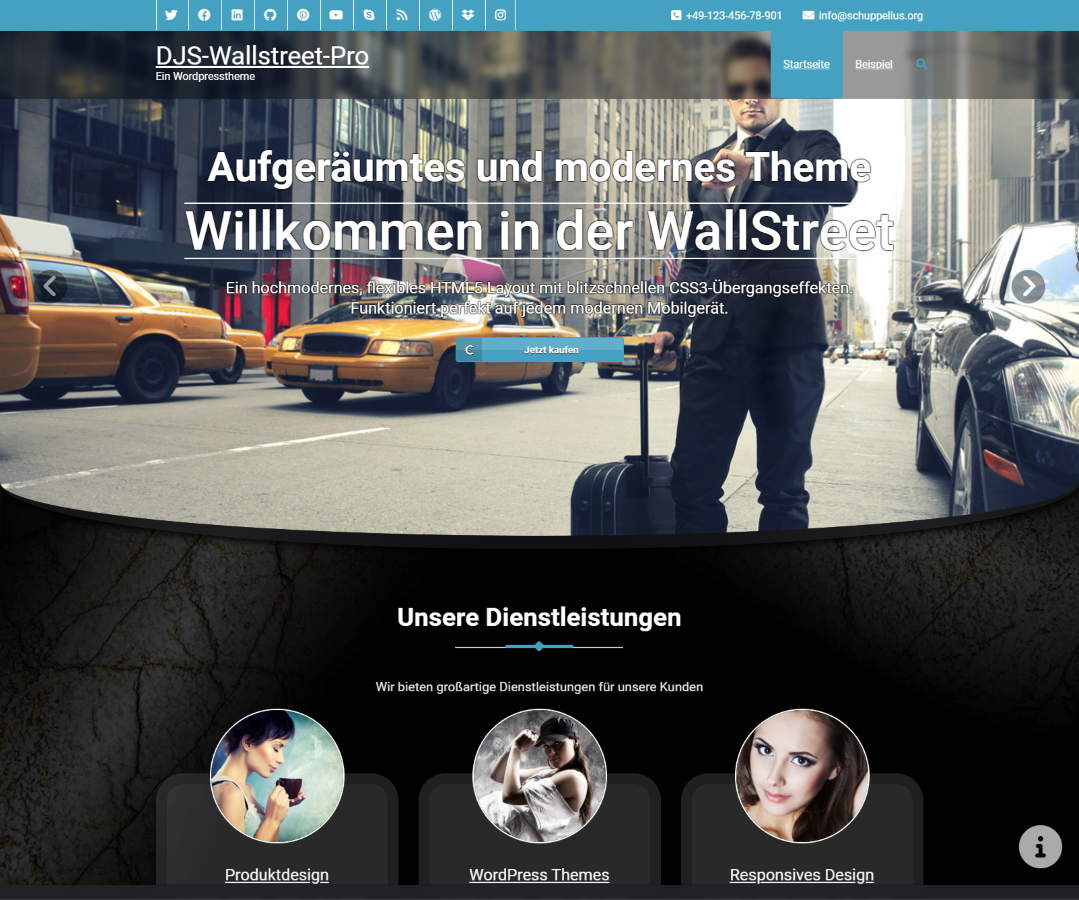 +49-123-456-78-901 info@schuppelius.org
DJS-Wallstreet-Pro
Ein Wordpresstheme
Startseite Beispiel
Aufgeräumtes und modernes Theme
Willkommen in der WallStreet
Ein hochmodernes, flexibles HTML5 Layout mit blitzschnellen CSS3-Übergangseffekten.
Funktioniert perfekt auf jedem modernen Mobilgerät.
Jetzt kaufen
Unsere Dienstleistungen
Wir bieten großartige Dienstleistungen für unsere Kunden
Produktdesign WordPress Themes Responsives Design